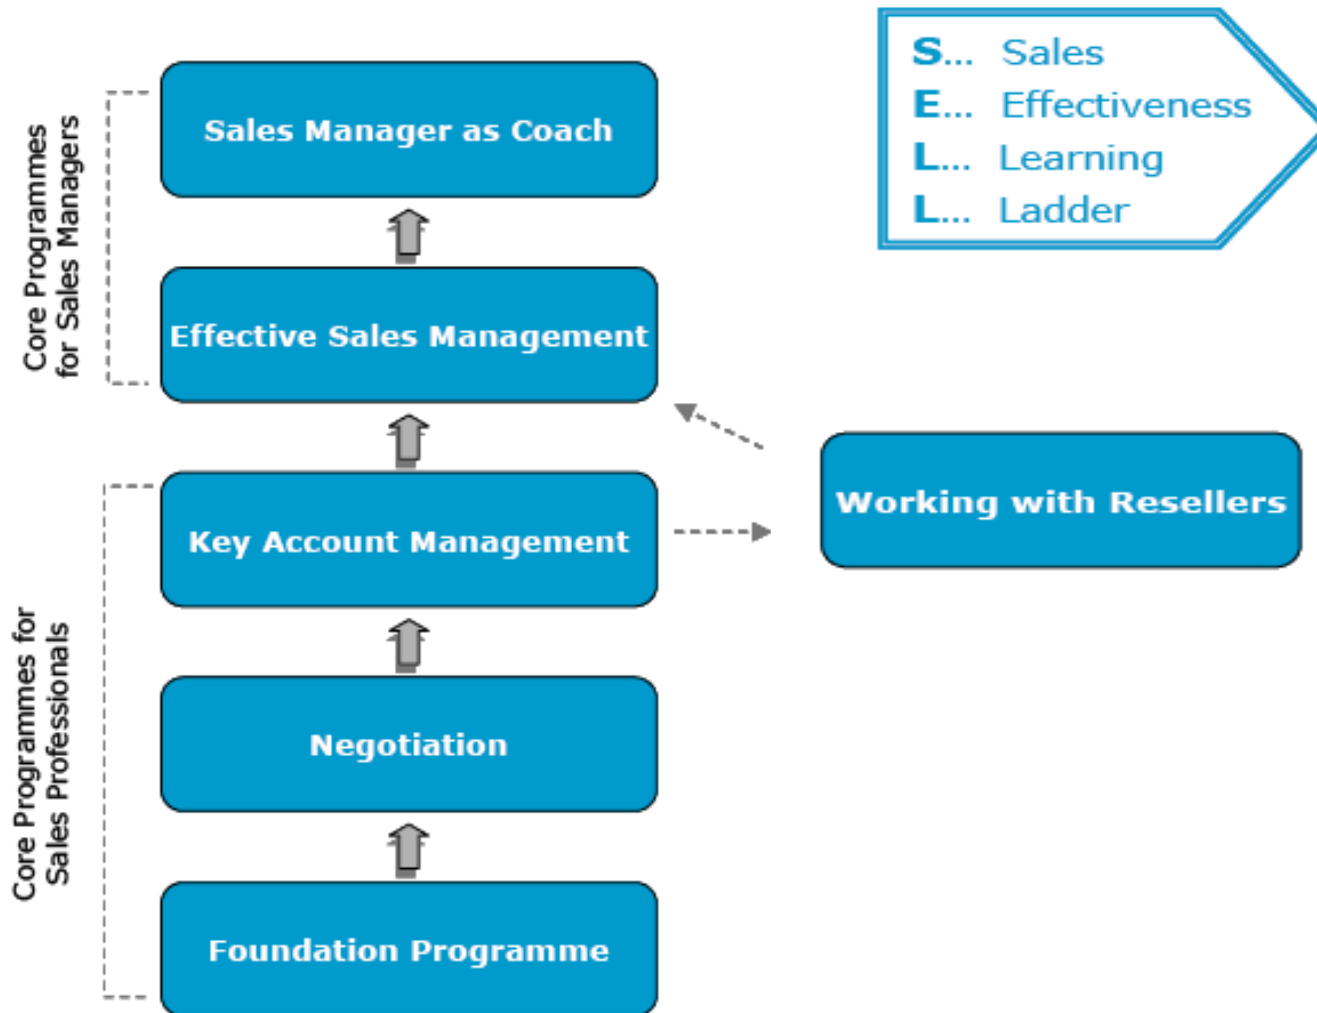 S... Sales
E... Effectiveness
L... Learning
L... Ladder
Core Programmes
for Sales Managers
Sales Manager as Coach
Effective Sales Management
Working with Resellers
Core Programmes for
Sales Professionals
Key Account Management
Negotiation
Foundation Programme